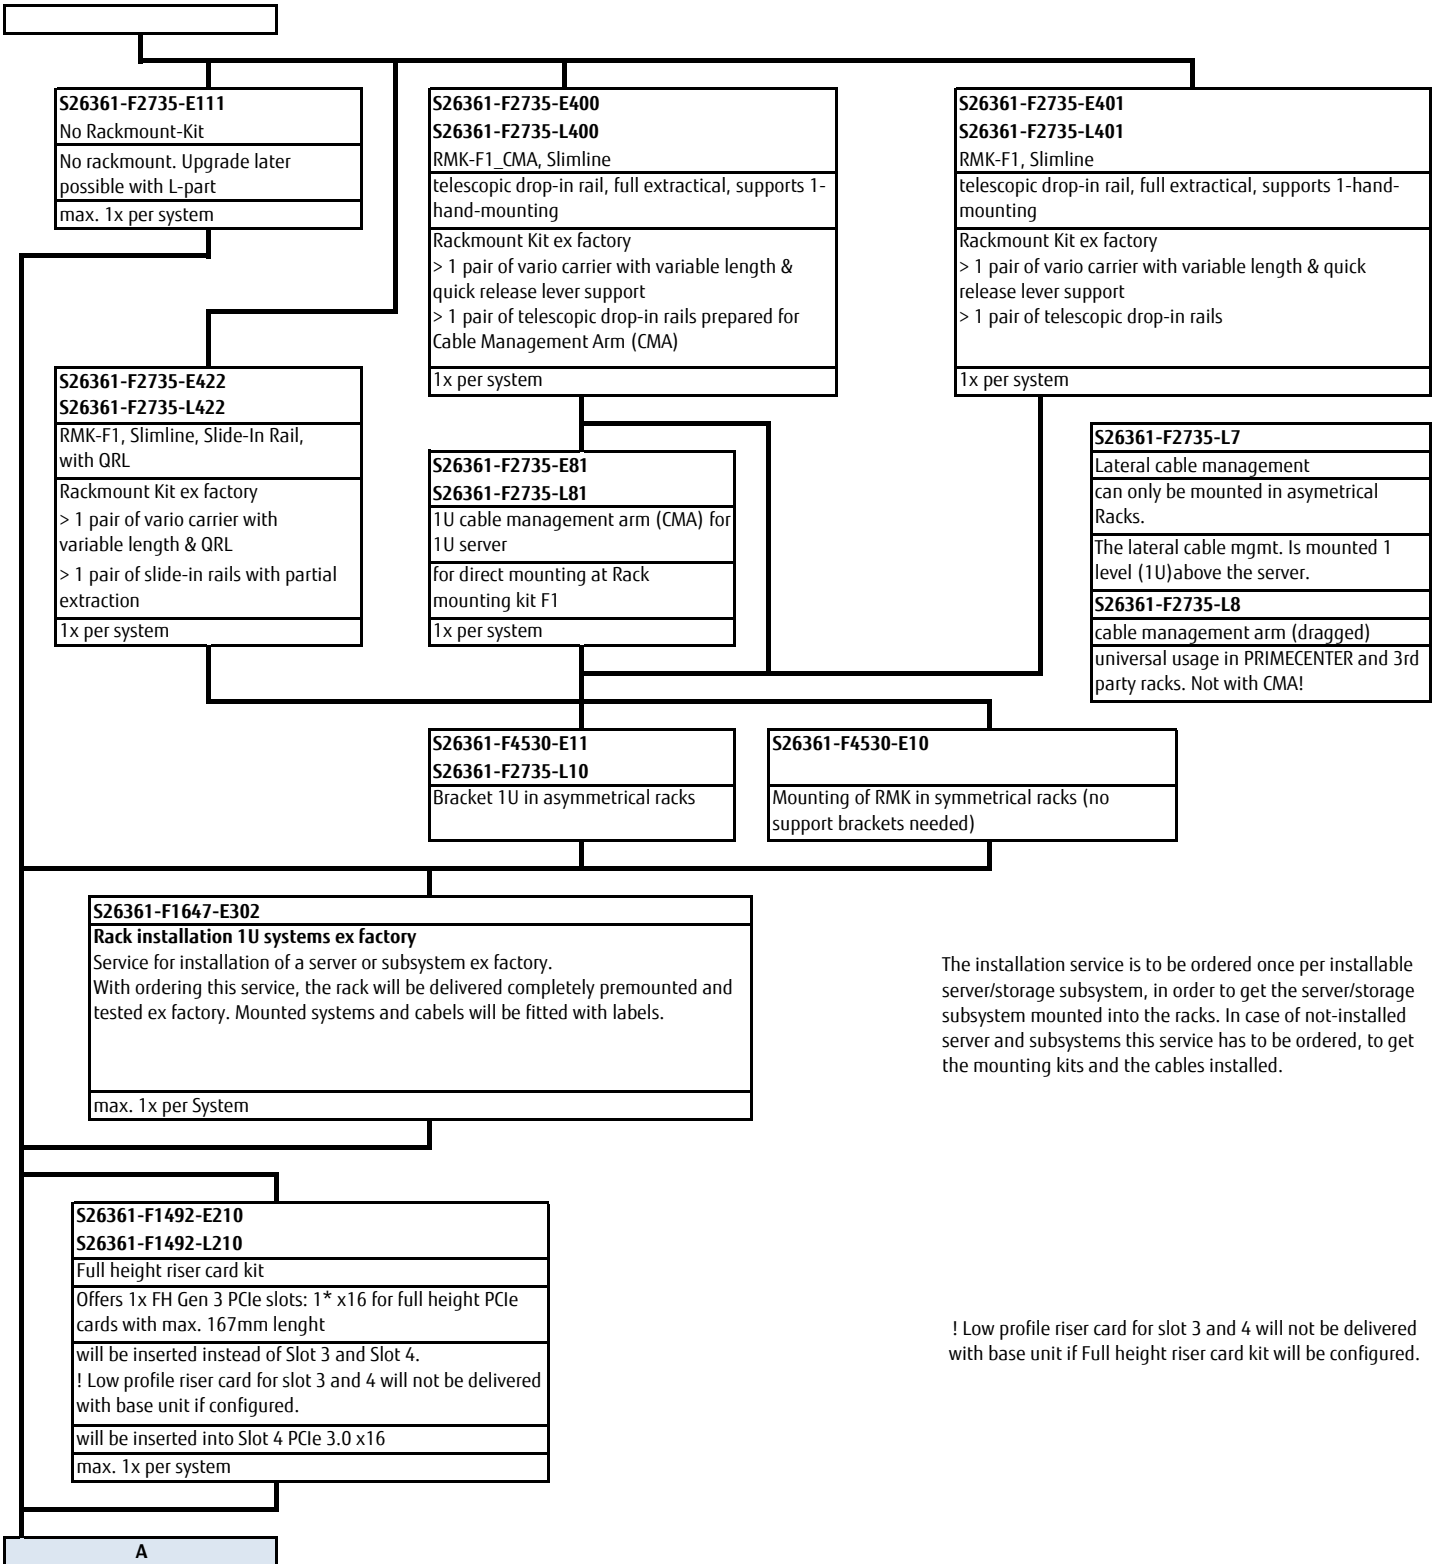 S26361-F2735-E111
No Rackmount-Kit
No rackmount. Upgrade later
possible with L-part
max. 1x per system
S26361-F2735-E400
S26361-F2735-L400
RMK-F1_CMA, Slimline
telescopic drop-in rail, full extractical, supports 1-
hand-mounting
Rackmount Kit ex factory
> 1 pair of vario carrier with variable length &
quick release lever support
> 1 pair of telescopic drop-in rails prepared for
Cable Management Arm (CMA)
1x per system
S26361-F2735-E401
S26361-F2735-L401
RMK-F1, Slimline
telescopic drop-in rail, full extractical, supports 1-hand-
mounting
Rackmount Kit ex factory
> 1 pair of vario carrier with variable length & quick
release lever support
> 1 pair of telescopic drop-in rails
1x per system
S26361-F2735-E422
S26361-F2735-L422
RMK-F1, Slimline, Slide-In Rail,
with QRL
Rackmount Kit ex factory
> 1 pair of vario carrier with
variable length & QRL
> 1 pair of slide-in rails with partial
extraction
1x per system
S26361-F2735-E81
S26361-F2735-L81
1U cable management arm (CMA) for
1U server
for direct mounting at Rack
mounting kit F1
1x per system
S26361-F2735-L7
Lateral cable management
can only be mounted in asymetrical
Racks.
The lateral cable mgmt. Is mounted 1
level (1U)above the server.
S26361-F2735-L8
cable management arm (dragged)
universal usage in PRIMECENTER and 3rd
party racks. Not with CMA!
S26361-F4530-E11
S26361-F2735-L10
Bracket 1U in asymmetrical racks
S26361-F4530-E10
Mounting of RMK in symmetrical racks (no
support brackets needed)
S26361-F1647-E302
Rack installation 1U systems ex factory
Service for installation of a server or subsystem ex factory.
With ordering this service, the rack will be delivered completely premounted and
tested ex factory. Mounted systems and cabels will be fitted with labels.
max. 1x per System
The installation service is to be ordered once per installable
server/storage subsystem, in order to get the server/storage
subsystem mounted into the racks. In case of not-installed
server and subsystems this service has to be ordered, to get
the mounting kits and the cables installed.
S26361-F1492-E210
S26361-F1492-L210
Full height riser card kit
Offers 1x FH Gen 3 PCIe slots: 1* x16 for full height PCIe
cards with max. 167mm lenght
will be inserted instead of Slot 3 and Slot 4.
! Low profile riser card for slot 3 and 4 will not be delivered
with base unit if configured.
will be inserted into Slot 4 PCIe 3.0 x16
max. 1x per system
! Low profile riser card for slot 3 and 4 will not be delivered
with base unit if Full height riser card kit will be configured.
A